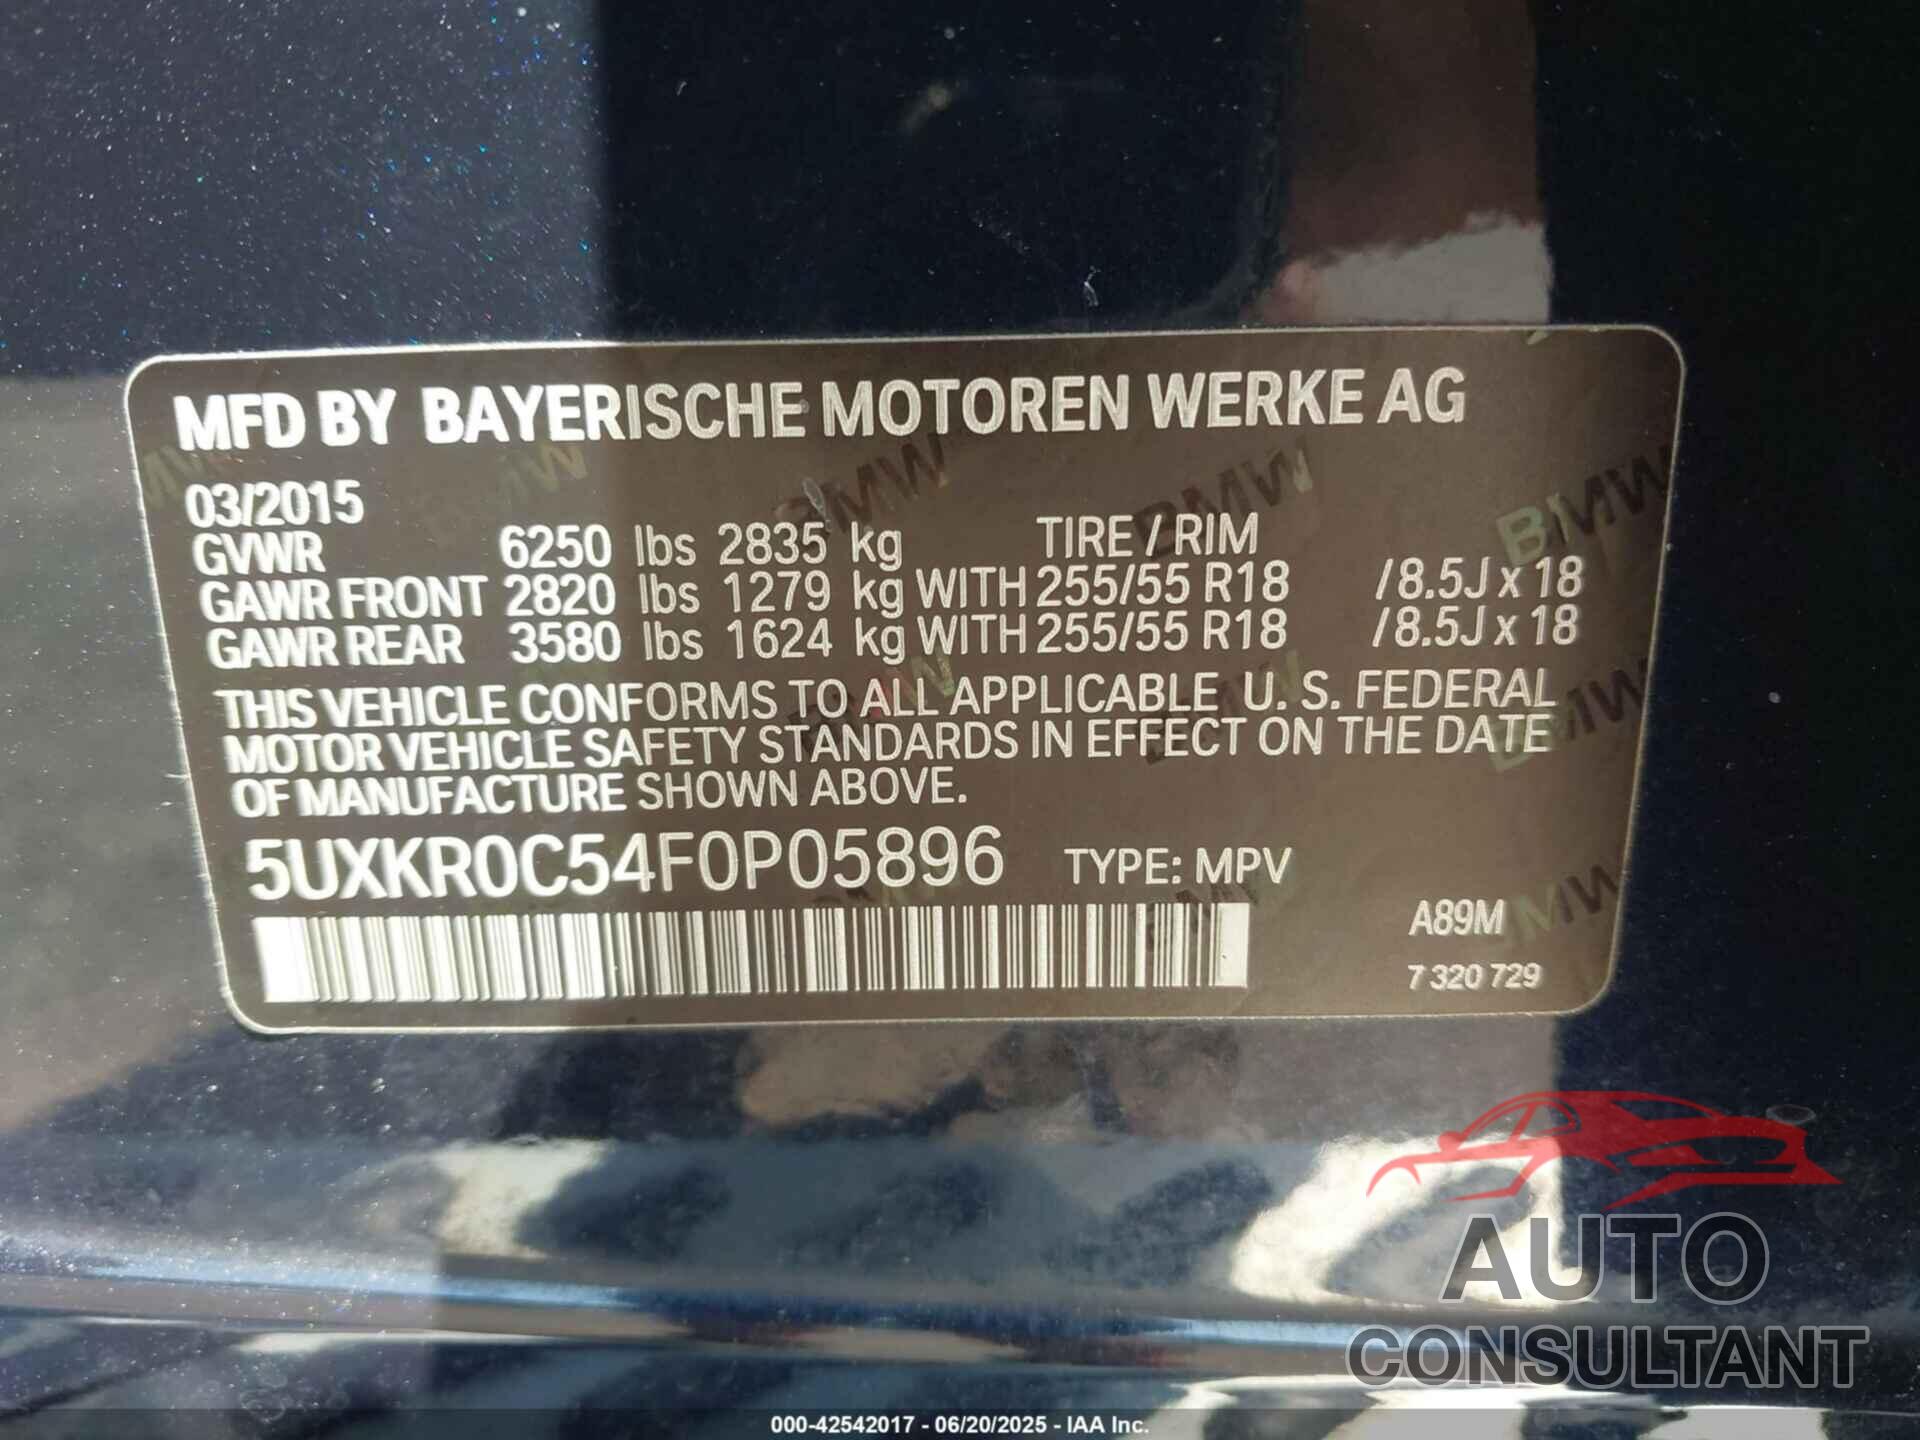 MFD BY BAYERISCHE MOTOREN WERKE AG
03/2015
GVWR 6250 lbs 2835 kg TIRE / RIM
GAWR FRONT 2820 lbs 1279 kg WITH 255/55 R18 /8.5J x 18
GAWR REAR 3580 lbs 1624 kg WITH 255/55 R18 /8.5J x 18
THIS VEHICLE CONFORMS TO ALL APPLICABLE U. S. FEDERAL
MOTOR VEHICLE SAFETY STANDARDS IN EFFECT ON THE DATE
OF MANUFACTURE SHOWN ABOVE.
5UXKR0C54F0P05896 TYPE: MPV
A89M
7 320 729
AUTO
CONSULTANT
000-42542017 - 06/20/2025 - IAA Inc.